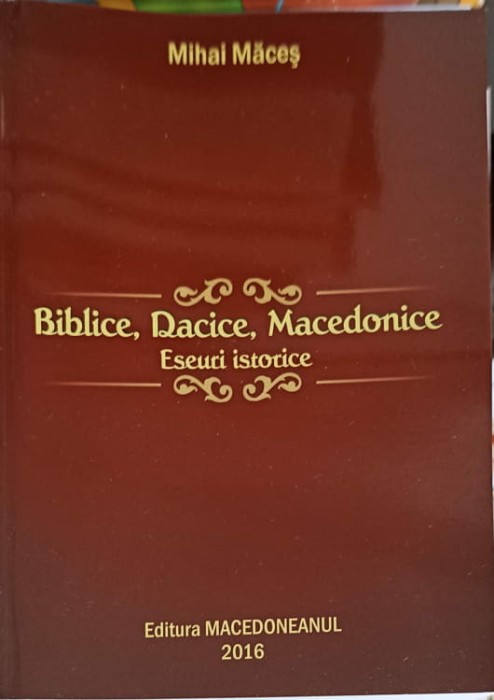 Mihai Măceș
Biblice, Dacice, Macedonice
Eseuri istorice
Editura MACEDONEANUL
2016